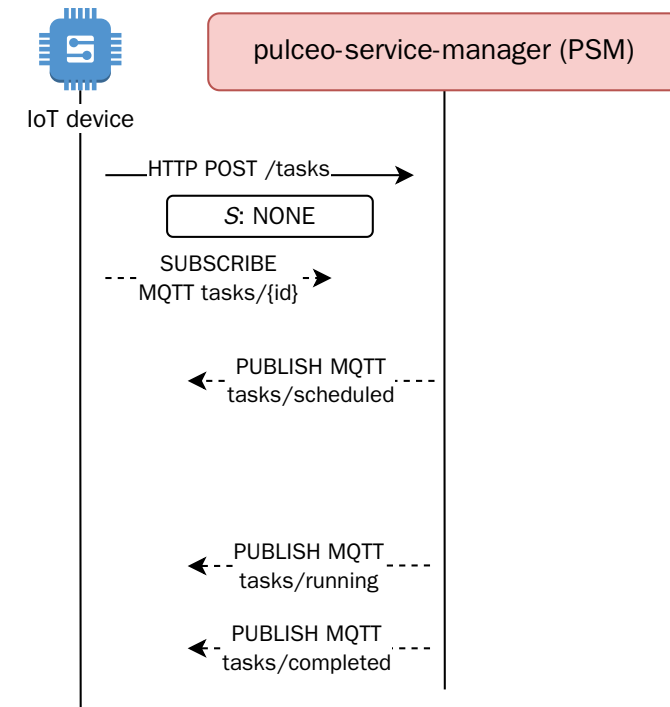 pulceo-service-manager (PSM)
IoT device
HTTP POST /tasks
S: NONE
SUBSCRIBE
MQTT tasks/{id}
PUBLISH MQTT
tasks/scheduled
PUBLISH MQTT
tasks/running
PUBLISH MQTT
tasks/completed